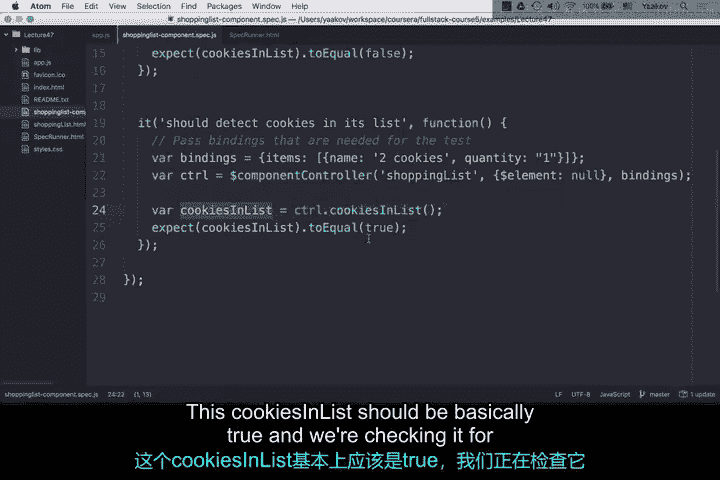 Atom File Edit View Selection Find Packages Window Help 100% Yaakov
shoppinglist-component.spec.js — /Users/yaakov/workspace/coursera/fullstack-course5/examples/Lecture47
Lecture47
lib
app.js
favicon.ico
index.html
README.txt
shoppinglist-com
shoppingList.html
SpecRunner.html
styles.css
app.js shoppinglist-component.spec.js SpecRunner.html
15 expect(cookiesInList).toEqual(false);
16 });
17
18
19 it('should detect cookies in its list', function() {
20 // Pass bindings that are needed for the test
21 var bindings = {items: [{name: '2 cookies', quantity: "1"}]};
22 var ctrl = $componentController('shoppingList', {$element: null}, bindings);
23
24 var cookiesInList = ctrl.cookiesInList();
25 expect(cookiesInList).toEqual(true);
26 });
27
28 });
29
shoppinglist-component.spec.js 24:22 (1, 13) LF UTF-8 JavaScript master 1 update
This cookiesInList should be basically
true and we're checking it for
这个cookiesInList基本上应该是true，我们正在检查它